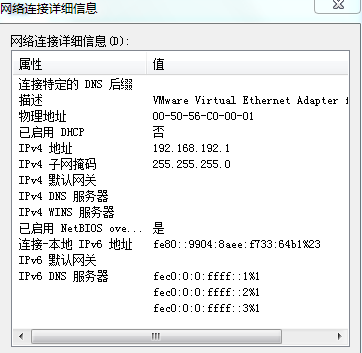 网络连接详细信息
网络连接详细信息(D):
属性 值
连接特定的 DNS 后缀
描述 VMware Virtual Ethernet Adapter f
物理地址 00-50-56-C0-00-01
已启用 DHCP 否
IPv4 地址 192.168.192.1
IPv4 子网掩码 255.255.255.0
IPv4 默认网关
IPv4 DNS 服务器
IPv4 WINS 服务器
已启用 NetBIOS ove... 是
连接-本地 IPv6 地址 fe80::9904:8aee:f733:64b1%23
IPv6 默认网关
IPv6 DNS 服务器 fec0:0:0:ffff::1%1
fec0:0:0:ffff::2%1
fec0:0:0:ffff::3%1